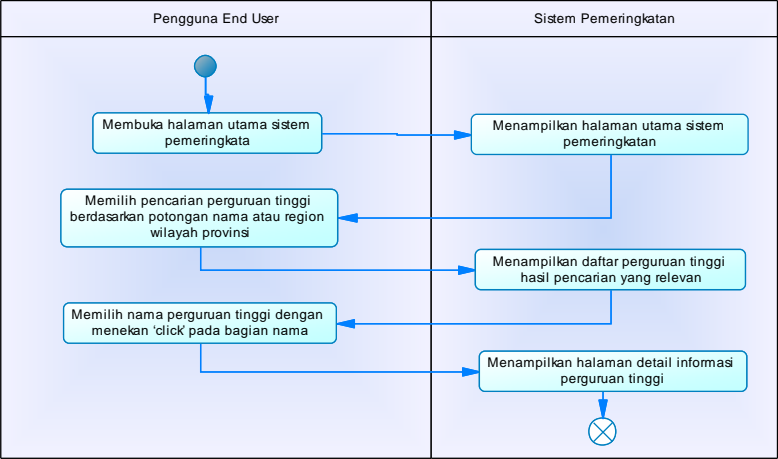 Pengguna End User
Sistem Pemeringkatan
Membuka halaman utama sistem
pemeringkata
Menampilkan halaman utama sistem
pemeringkatan
Memilih pencarian perguruan tinggi
berdasarkan potongan nama atau region
wilayah provinsi
Menampilkan daftar perguruan tinggi
hasil pencarian yang relevan
Memilih nama perguruan tinggi dengan
menekan ‘click’ pada bagian nama
Menampilkan halaman detail informasi
perguruan tinggi